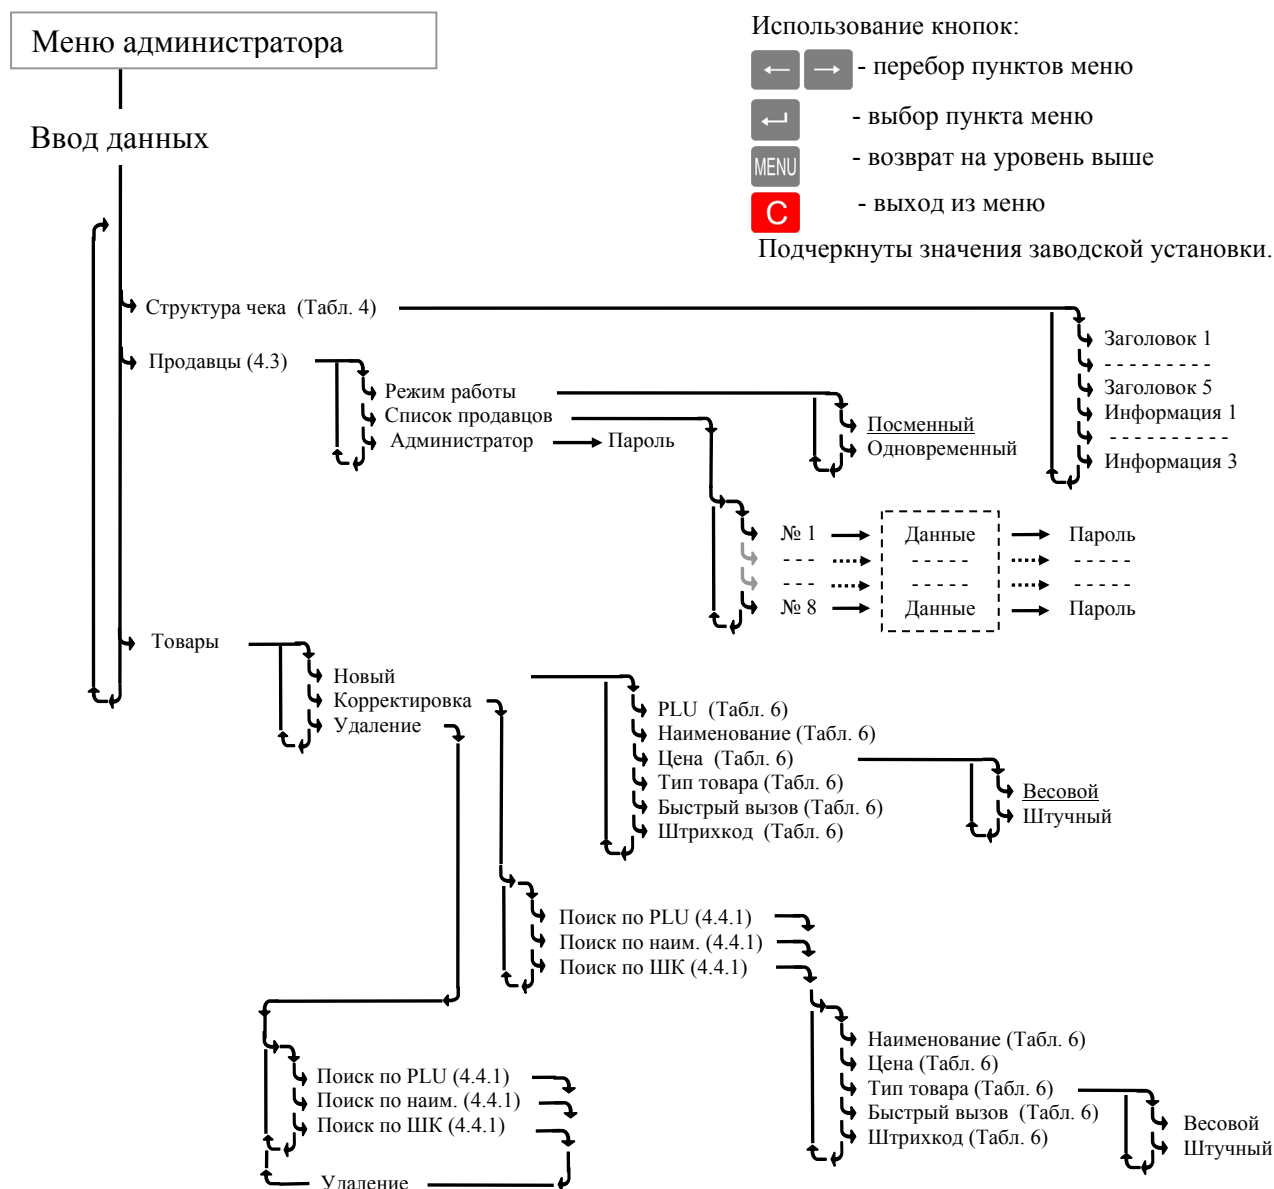 Меню администратора
Использование кнопок:
← → - перебор пунктов меню
- выбор пункта меню
MENU - возврат на уровень выше
C - выход из меню
Подчеркнуты значения заводской установки.
Ввод данных
Структура чека (Табл. 4)
Заголовок 1
- - - - - - - - -
Заголовок 5
Информация 1
- - - - - - - - - -
Информация 3
Продавцы (4.3)
Режим работы
Список продавцов
Администратор
Пароль
Посменный
Одновременный
№ 1 Данные Пароль
- - - - - - - - - - - - -
- - - - - - - - - - - - -
№ 8 Данные Пароль
Товары
Новый
Корректировка
Удаление
PLU (Табл. 6)
Наименование (Табл. 6)
Цена (Табл. 6)
Тип товара (Табл. 6)
Быстрый вызов (Табл. 6)
Штрихкод (Табл. 6)
Весовой
Штучный
Поиск по PLU (4.4.1)
Поиск по наим. (4.4.1)
Поиск по ШК (4.4.1)
Наименование (Табл. 6)
Цена (Табл. 6)
Тип товара (Табл. 6)
Быстрый вызов (Табл. 6)
Штрихкод (Табл. 6)
Весовой
Штучный
Поиск по PLU (4.4.1)
Поиск по наим. (4.4.1)
Поиск по ШК (4.4.1)
Удаление